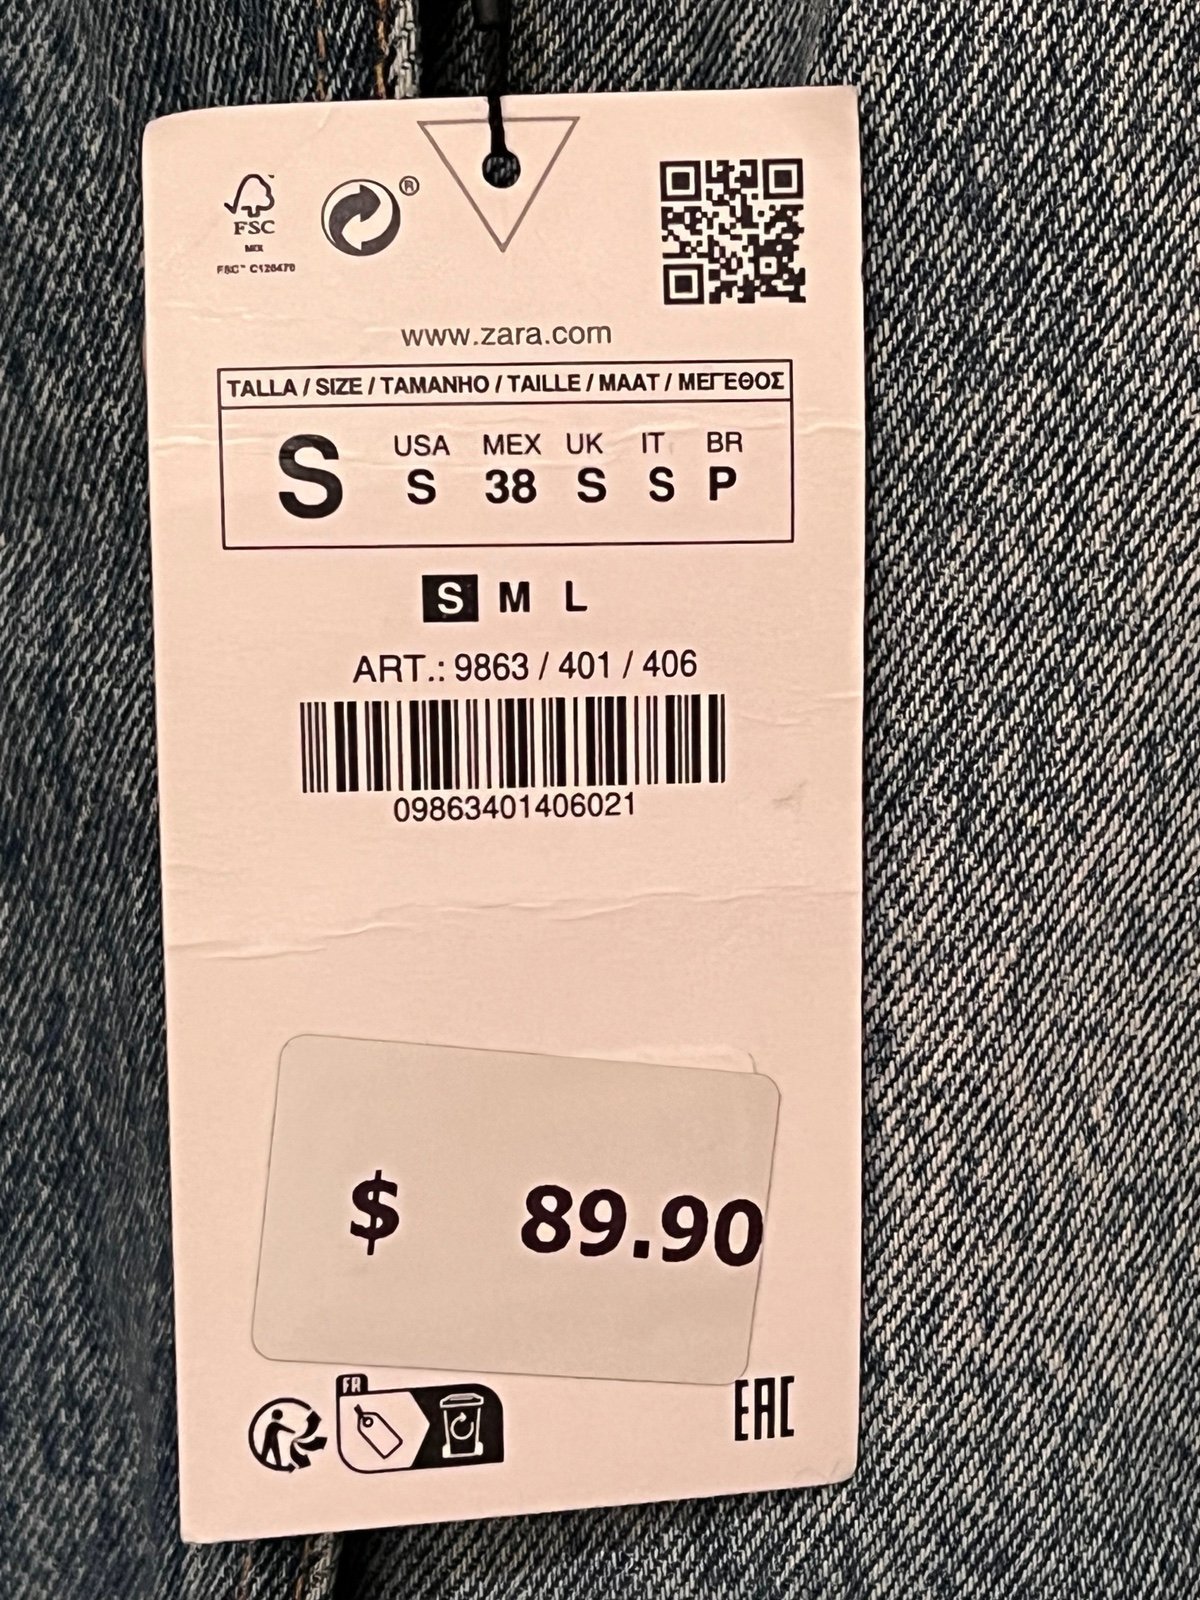 FSC
MIX
FSC™ C126470
®
www.zara.com
TALLA / SIZE / TAMANHO / TAILLE / MAAT / ΜΕΓΕΘΟΣ
S
USA MEX UK IT BR
S 38 S S P
S M L
ART.: 9863 / 401 / 406
09863401406021
$ 89.90
FR
EAC